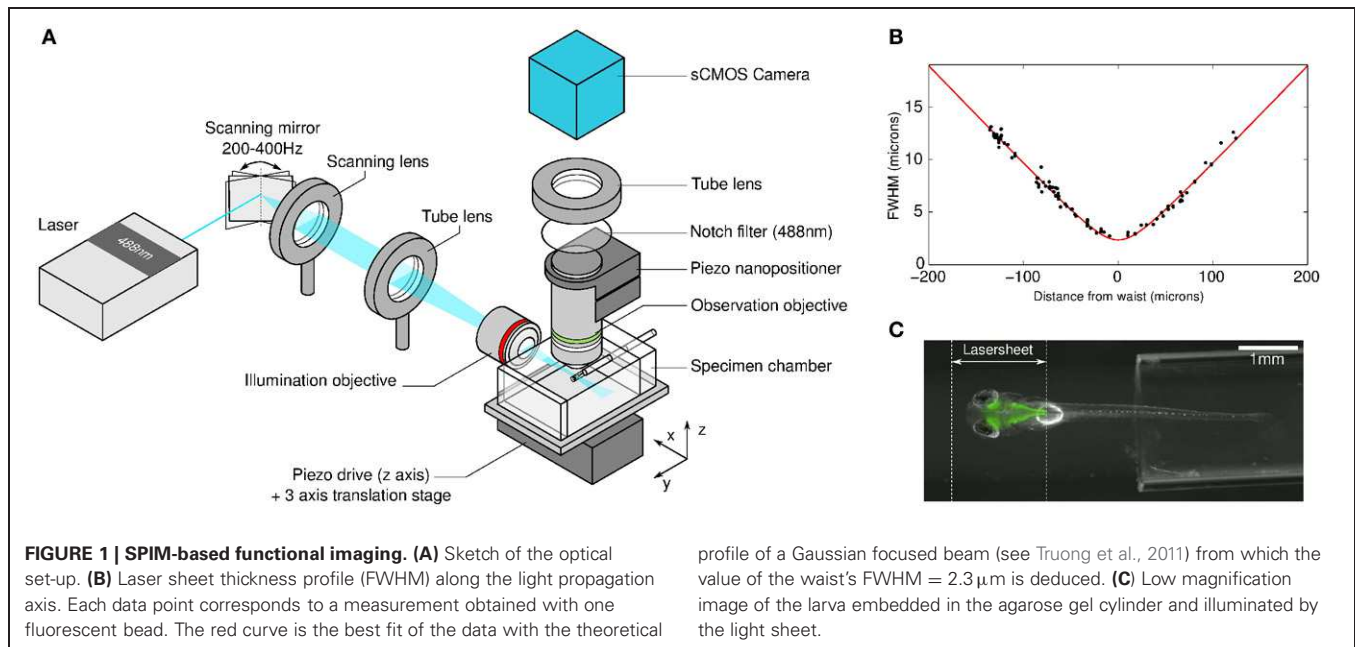 A
Scanning mirror
200-400Hz
Scanning lens
Tube lens
Laser
488nm
Illumination objective
sCMOS Camera
Tube lens
Notch filter (488nm)
Piezo nanopositioner
Observation objective
Specimen chamber
Piezo drive (z axis)
+ 3 axis translation stage
x
z
y
B
FWHM (microns)
15
10
5
0
−200
−100
0
100
200
Distance from waist (microns)
C
Lasersheet
1mm
FIGURE 1 | SPIM-based functional imaging. (A) Sketch of the optical
set-up. (B) Laser sheet thickness profile (FWHM) along the light propagation
axis. Each data point corresponds to a measurement obtained with one
fluorescent bead. The red curve is the best fit of the data with the theoretical
profile of a Gaussian focused beam (see Truong et al., 2011) from which the
value of the waist's FWHM = 2.3 μm is deduced. (C) Low magnification
image of the larva embedded in the agarose gel cylinder and illuminated by
the light sheet.